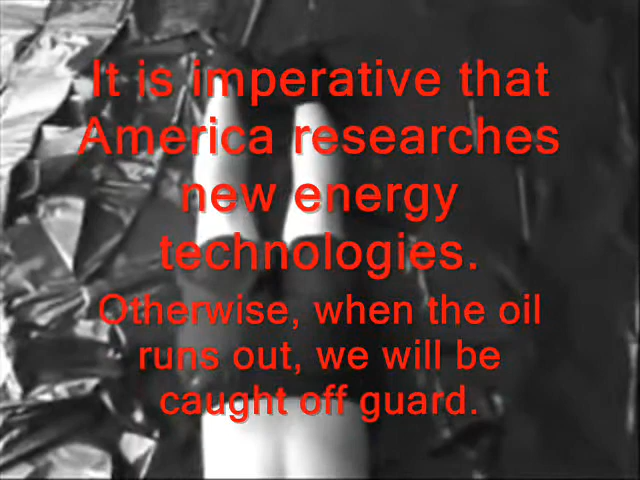 It is imperative that
America researches
new energy
technologies.
Otherwise, when the oil
runs out, we will be
caught off guard.